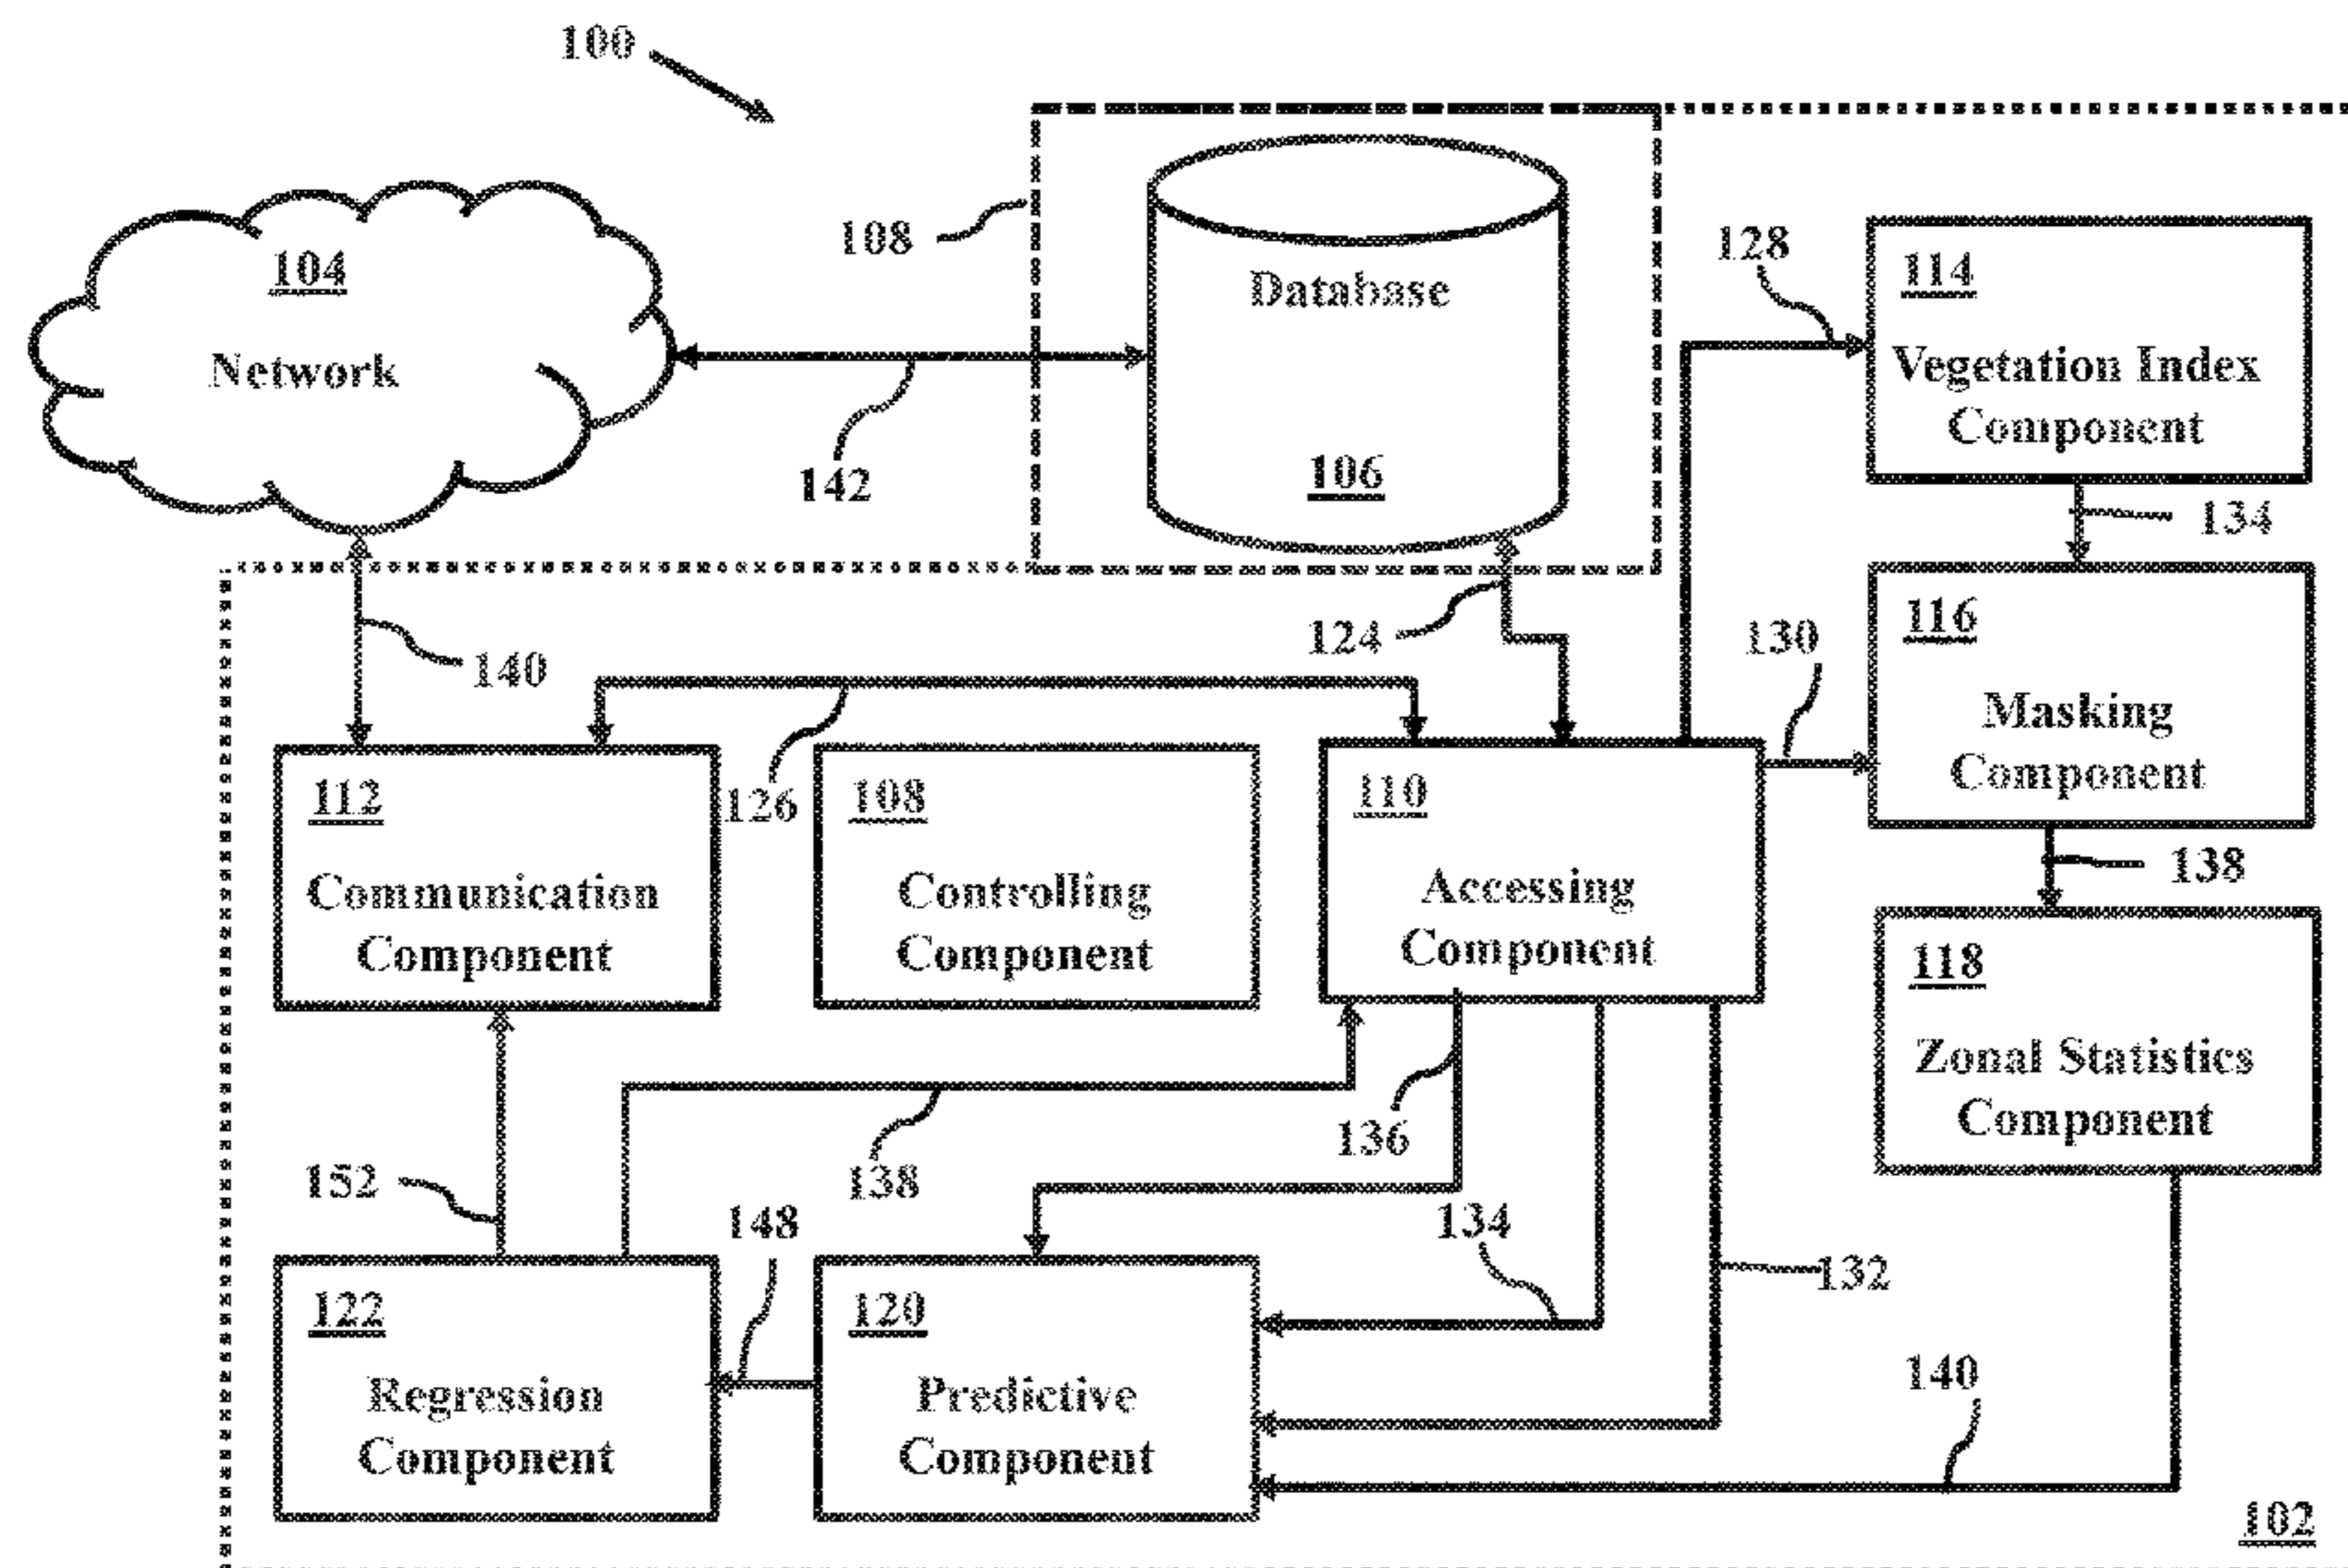 100
104
Network
108
Database
106
142
128
114
Vegetation Index
Component
134
116
Masking
Component
124
130
140
126
112
Communication
Component
108
Controlling
Component
110
Accessing
Component
138
118
Zonal Statistics
Component
136
138
152
148
134
132
122
Regression
Component
120
Predictive
Component
140
102